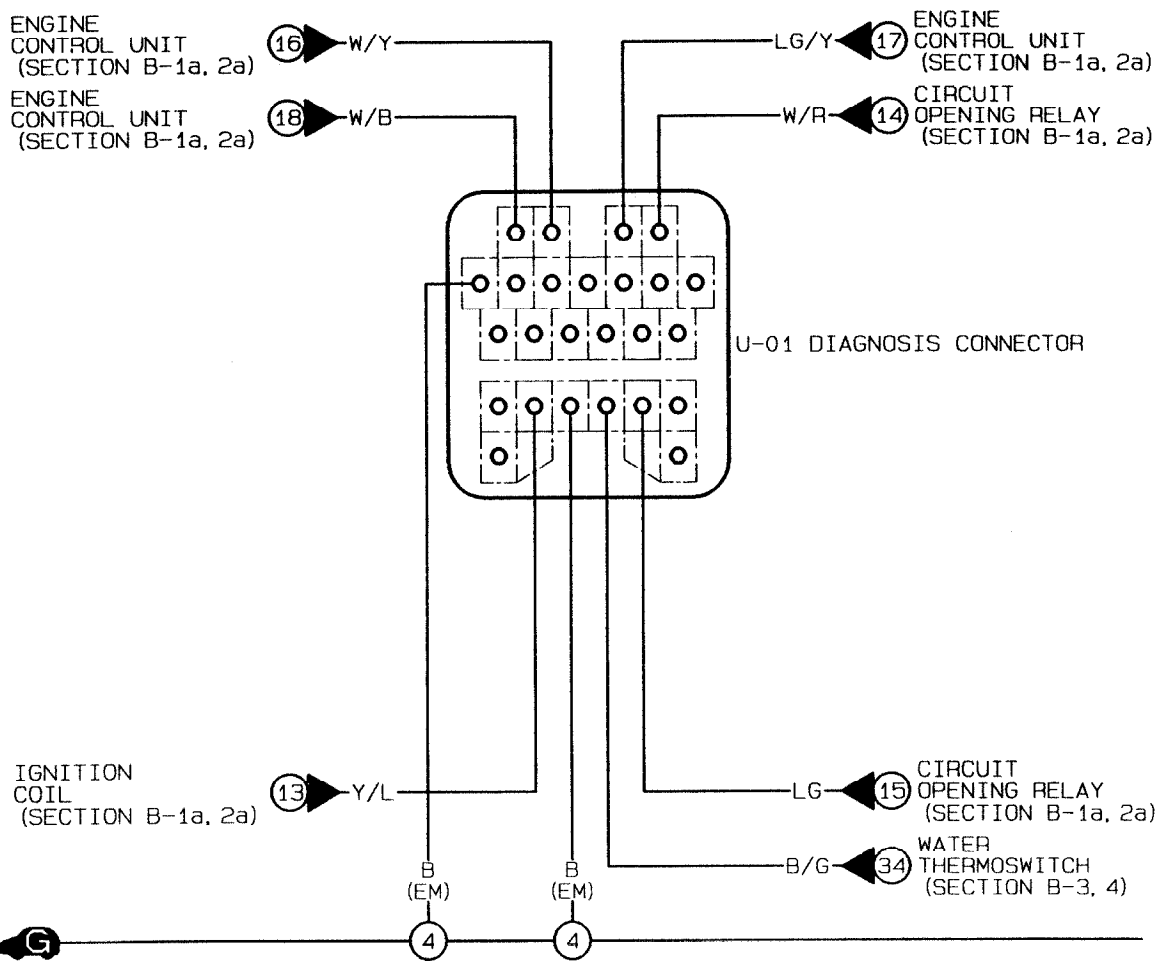 ENGINE
CONTROL UNIT
(SECTION B-1a, 2a)
16
W/Y
LG/Y
17
ENGINE
CONTROL UNIT
(SECTION B-1a, 2a)
ENGINE
CONTROL UNIT
(SECTION B-1a, 2a)
18
W/B
W/R
14
CIRCUIT
OPENING RELAY
(SECTION B-1a, 2a)
U-01 DIAGNOSIS CONNECTOR
IGNITION
COIL
(SECTION B-1a, 2a)
13
Y/L
LG
15
CIRCUIT
OPENING RELAY
(SECTION B-1a, 2a)
B/G
34
WATER
THERMOSWITCH
(SECTION B-3, 4)
B
(EM)
B
(EM)
G
4
4